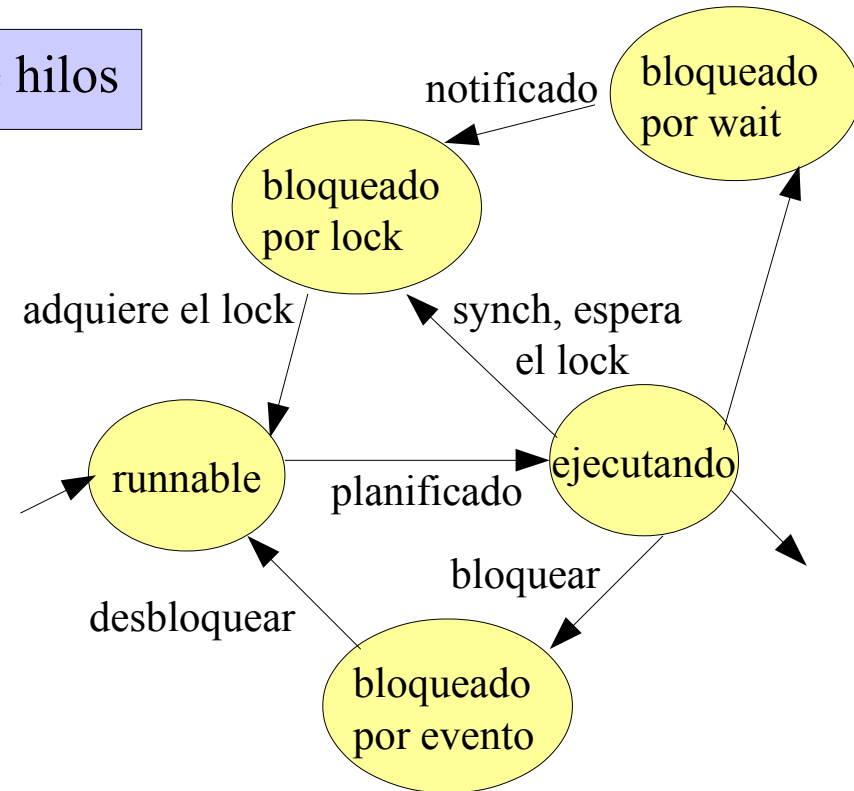 hilos
bloqueado
por wait
notificado
bloqueado
por lock
adquiere el lock
synch, espera
el lock
runnable
planificado
ejecutando
bloquear
desbloquear
bloqueado
por evento